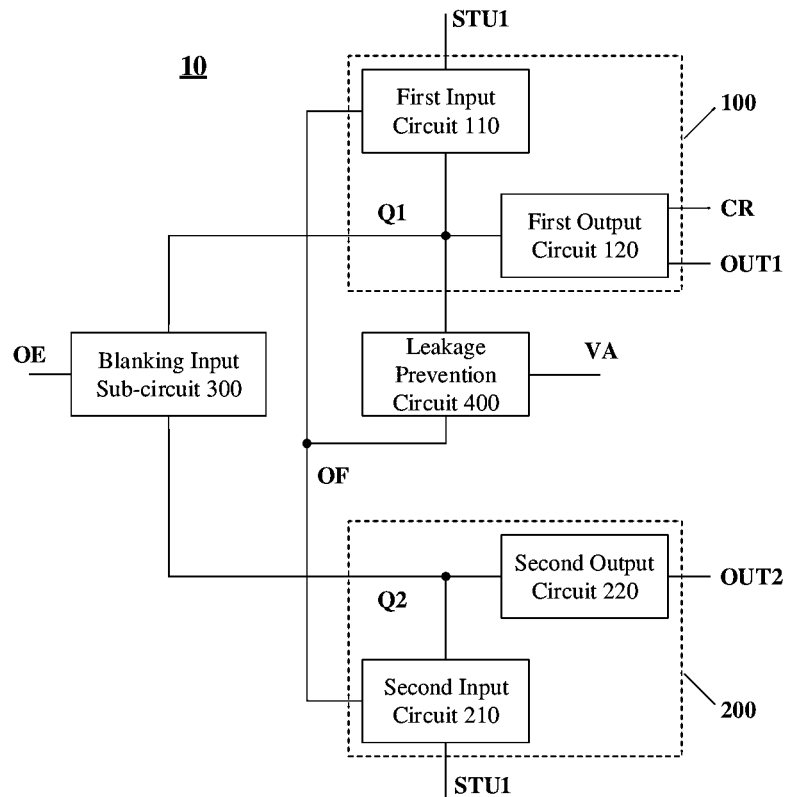 STU1
10
First Input
Circuit 110
100
Q1
First Output
Circuit 120
CR
OUT1
OE
Blanking Input
Sub-circuit 300
Leakage
Prevention
Circuit 400
VA
OF
Second Output
Circuit 220
OUT2
Q2
Second Input
Circuit 210
200
STU1